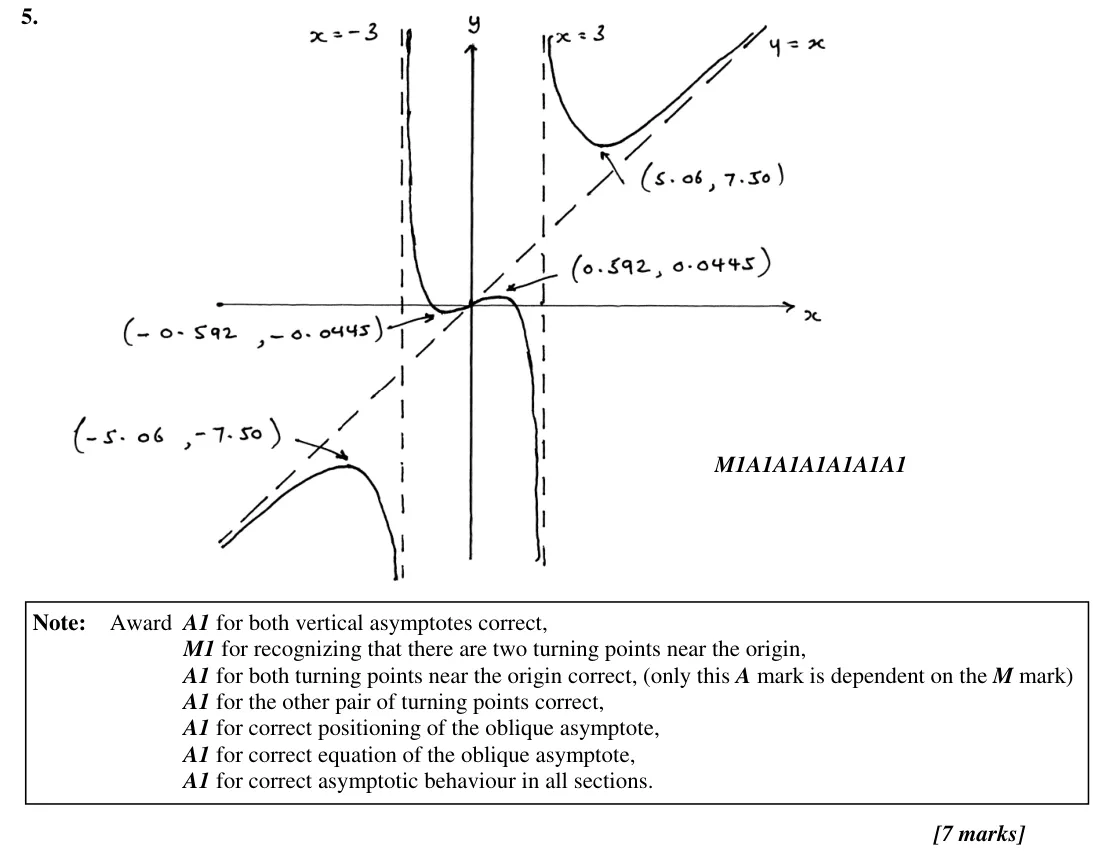 5.
x = -3
y
x = 3
y = x
(5.06, 7.50)
(0.592, 0.0445)
x
(-0.592, -0.0445)
(-5.06, -7.50)
M1A1A1A1A1A1A1
Note: Award A1 for both vertical asymptotes correct,
M1 for recognizing that there are two turning points near the origin,
A1 for both turning points near the origin correct, (only this A mark is dependent on the M mark)
A1 for the other pair of turning points correct,
A1 for correct positioning of the oblique asymptote,
A1 for correct equation of the oblique asymptote,
A1 for correct asymptotic behaviour in all sections.
[7 marks]